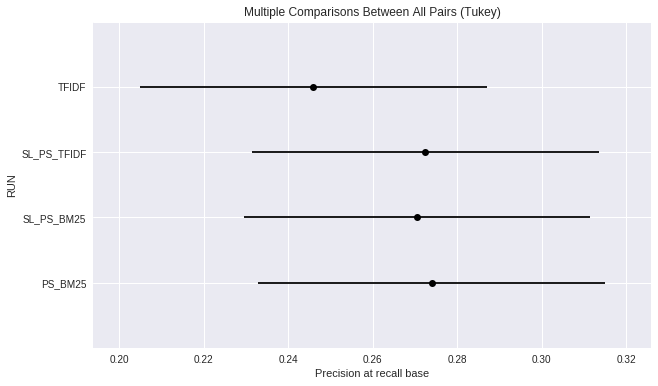 Multiple Comparisons Between All Pairs (Tukey)
TFIDF
SL_PS_TFIDF
SL_PS_BM25
PS_BM25
RUN
0.20 0.22 0.24 0.26 0.28 0.30 0.32
Precision at recall base